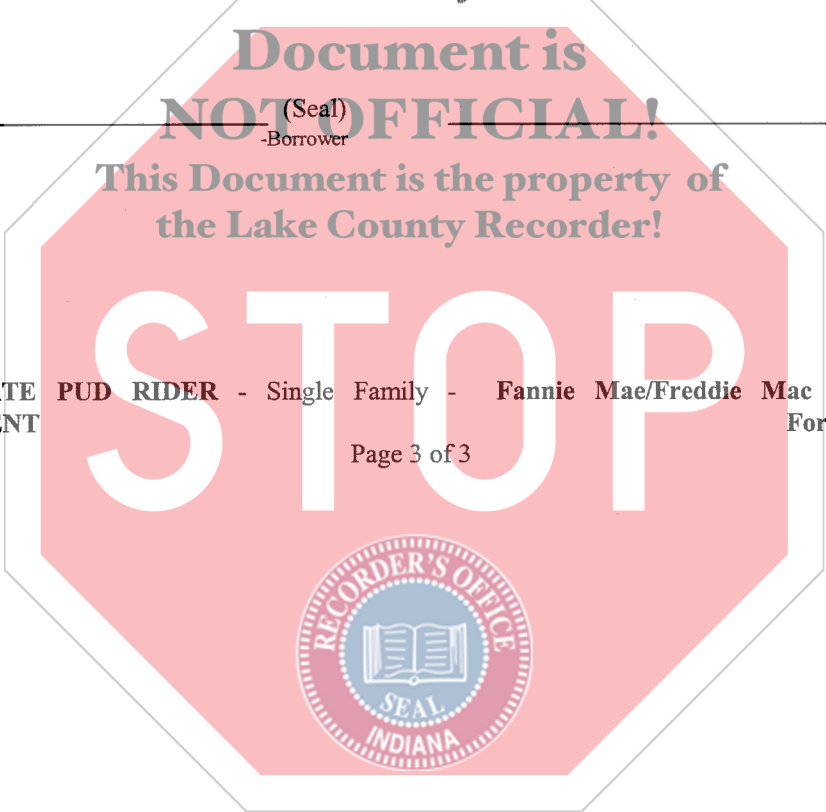 Document is
NOT OFFICIAL!
(Seal)
-Borrower
This Document is the property of
the Lake County Recorder!
STOP
TE PUD RIDER - Single Family - Fannie Mae/Freddie Mac
ENT For
Page 3 of 3
RECORDER'S OFFICE
SEAL
INDIANA